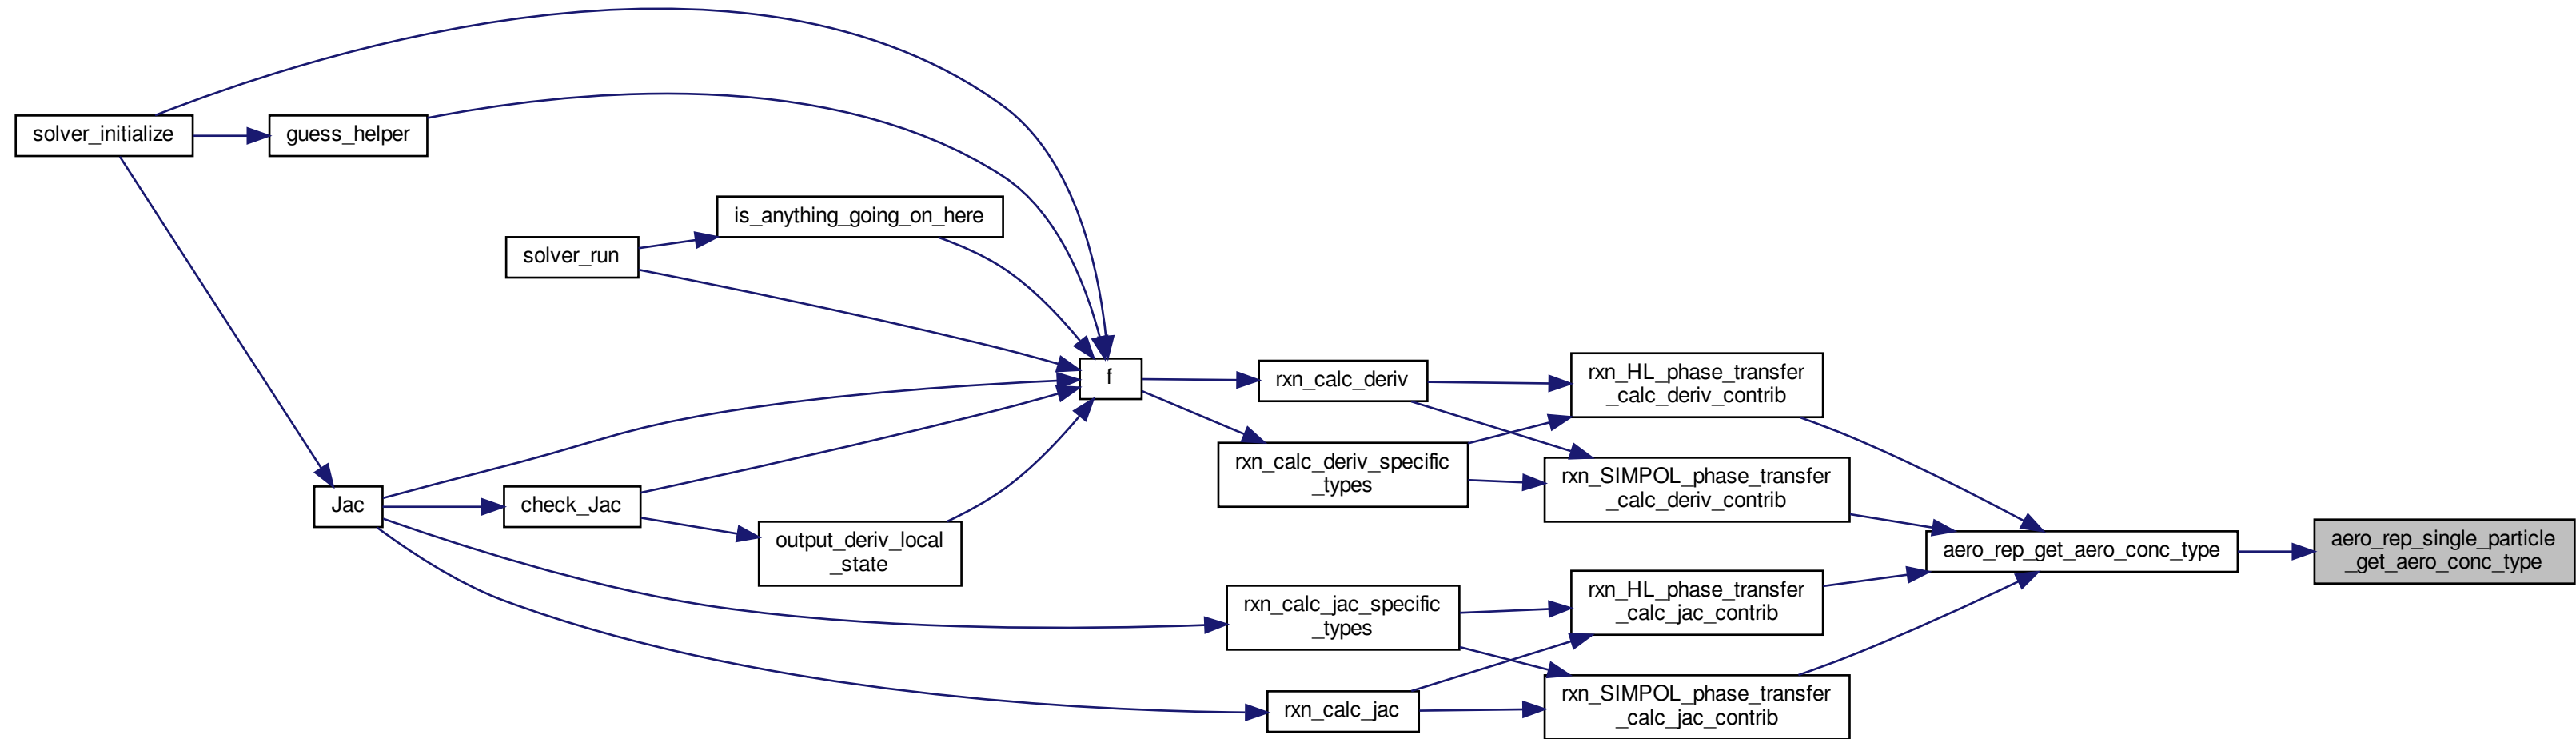 solver_initialize
guess_helper
is_anything_going_on_here
solver_run
f
rxn_calc_deriv
rxn_HL_phase_transfer
_calc_deriv_contrib
rxn_calc_deriv_specific
_types
rxn_SIMPOL_phase_transfer
_calc_deriv_contrib
Jac
check_Jac
output_deriv_local
_state
aero_rep_get_aero_conc_type
aero_rep_single_particle
_get_aero_conc_type
rxn_calc_jac_specific
_types
rxn_HL_phase_transfer
_calc_jac_contrib
rxn_calc_jac
rxn_SIMPOL_phase_transfer
_calc_jac_contrib